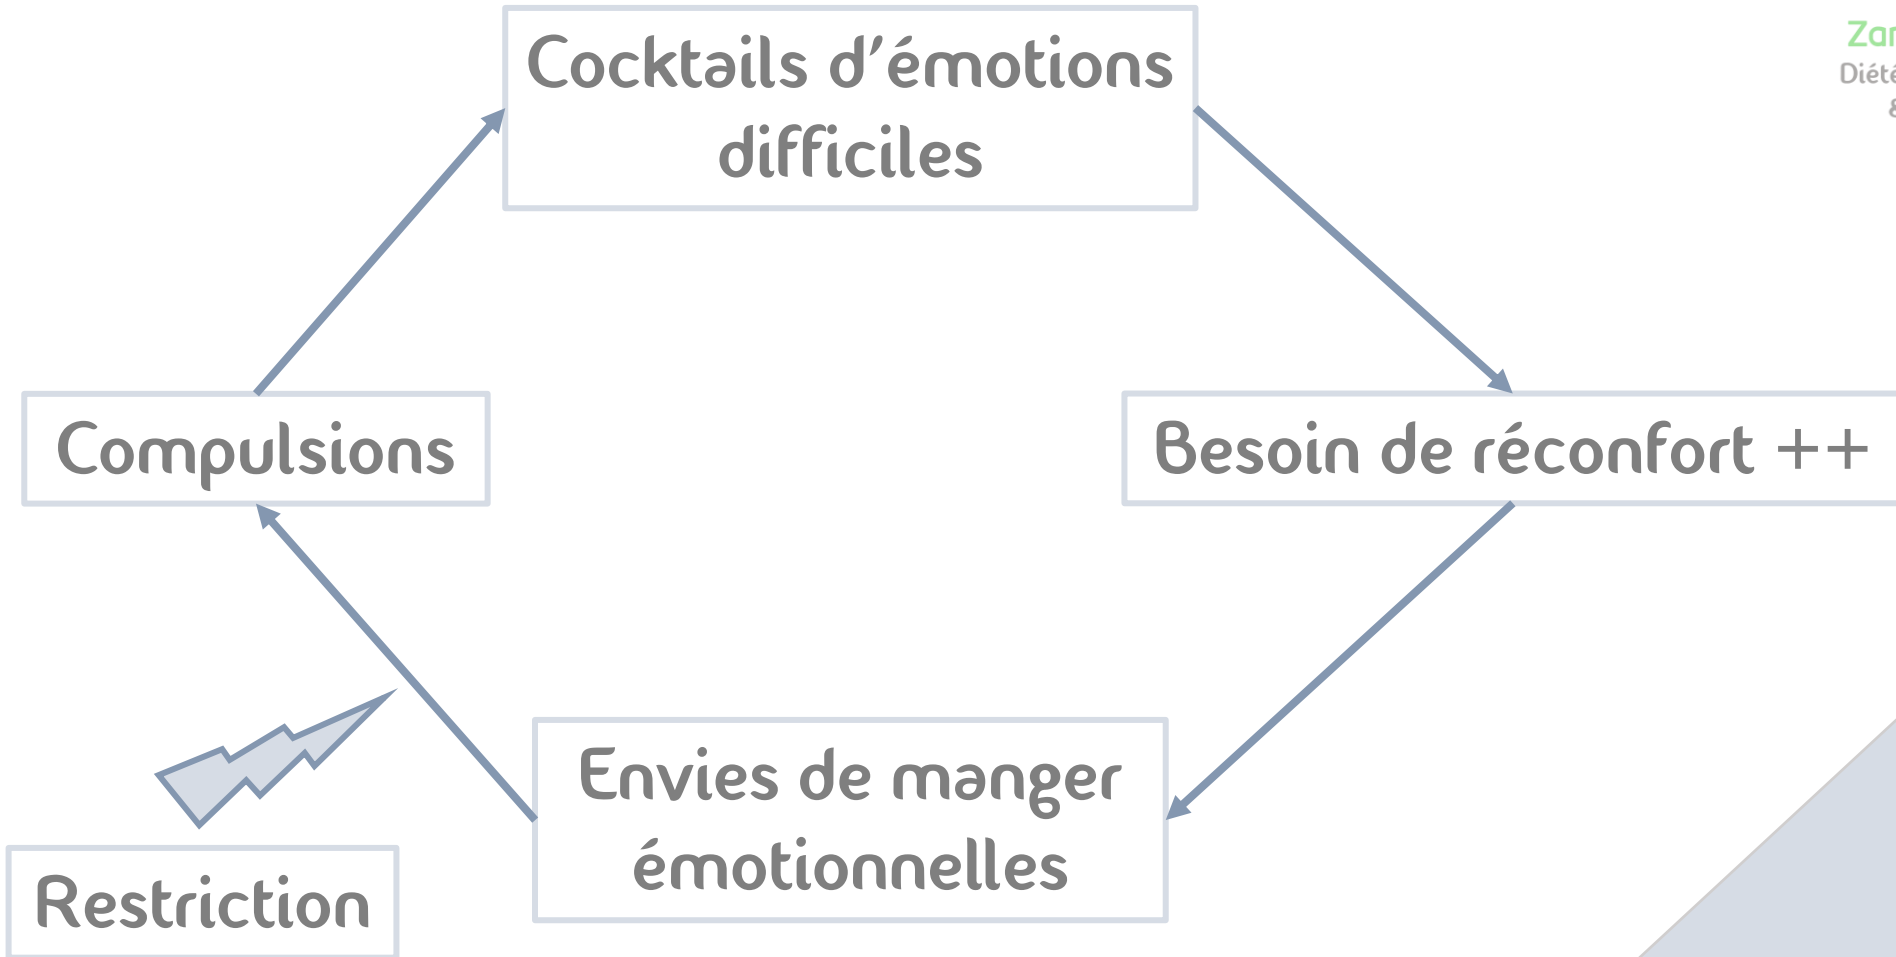 Cocktails d’émotions
difficiles
Compulsions
Besoin de réconfort ++
Envies de manger
émotionnelles
Restriction